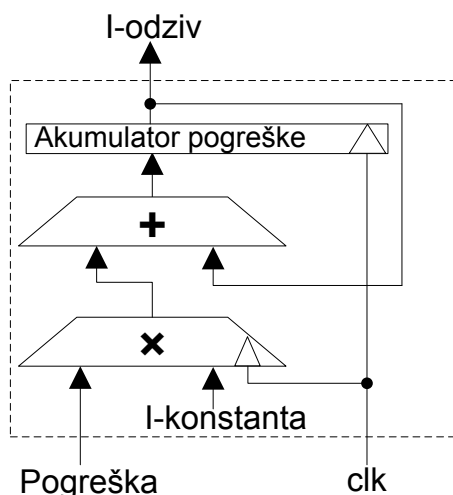 I-odziv
Akumulator pogreške
+
×
I-konstanta
Pogreška
clk